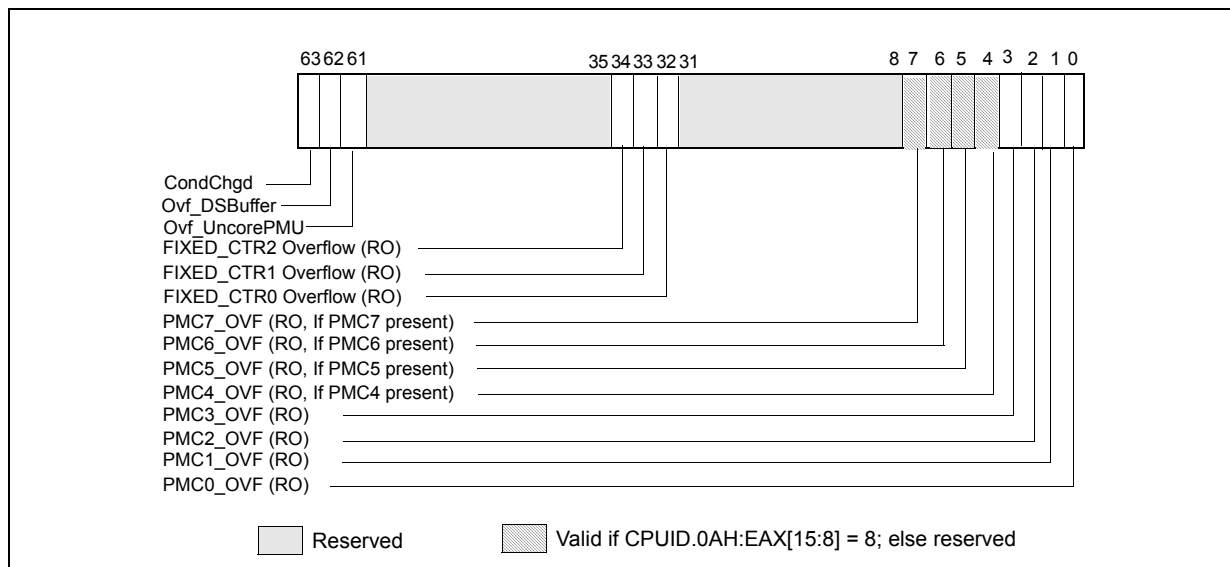 63 62 61 35 34 33 32 31 8 7 6 5 4 3 2 1 0
CondChgd
Ovf_DSBuffer
Ovf_UncorePMU
FIXED_CTR2 Overflow (RO)
FIXED_CTR1 Overflow (RO)
FIXED_CTR0 Overflow (RO)
PMC7_OVF (RO, If PMC7 present)
PMC6_OVF (RO, If PMC6 present)
PMC5_OVF (RO, If PMC5 present)
PMC4_OVF (RO, If PMC4 present)
PMC3_OVF (RO)
PMC2_OVF (RO)
PMC1_OVF (RO)
PMC0_OVF (RO)
Reserved
Valid if CPUID.0AH:EAX[15:8] = 8; else reserved